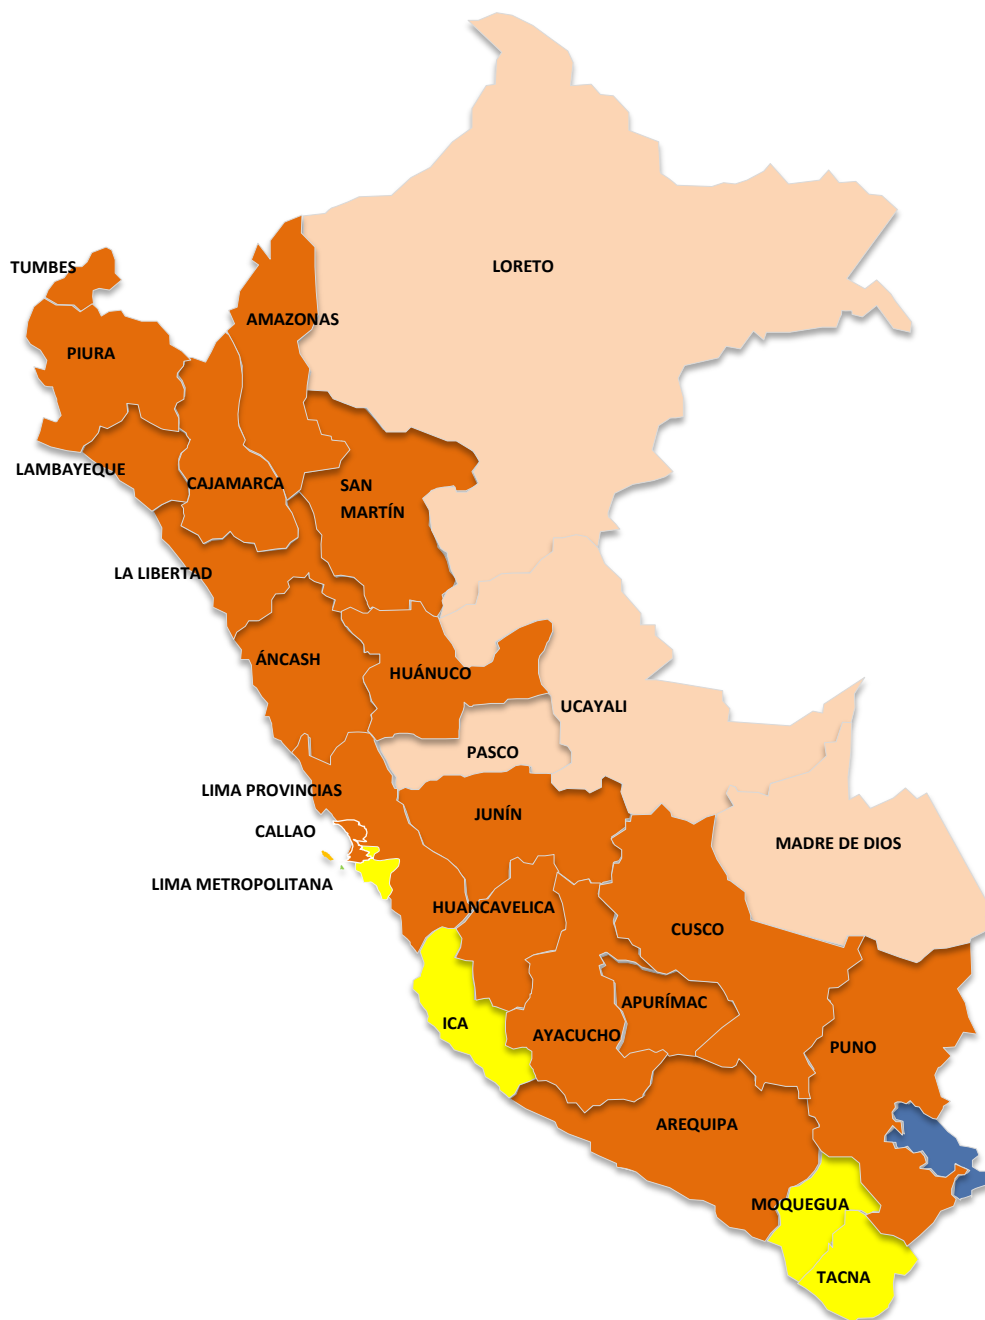 LORETO
TUMBES
AMAZONAS
PIURA
LAMBAYEQUE
CAJAMARCA
SAN
MARTÍN
LA LIBERTAD
ÁNCASH
HUÁNUCO
UCAYALI
PASCO
LIMA PROVINCIAS
JUNÍN
CALLAO
MADRE DE DIOS
LIMA METROPOLITANA
HUANCAVELICA
CUSCO
APURÍMAC
ICA
AYACUCHO
PUNO
AREQUIPA
MOQUEGUA
TACNA